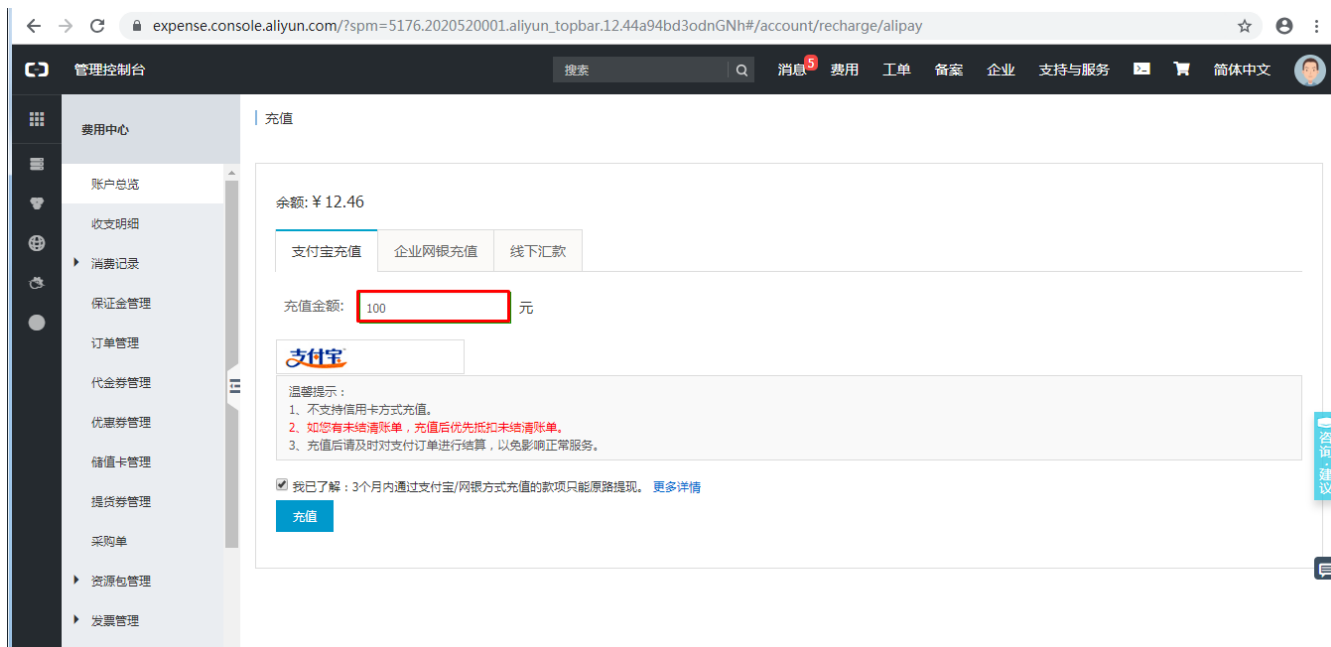 expense.console.aliyun.com/?spm=5176.2020520001.aliyun_topbar.12.44a94bd3odnGNh#/account/recharge/alipay
管理控制台
搜索
消息5
费用
工单
备案
企业
支持与服务
简体中文
费用中心
账户总览
收支明细
消费记录
保证金管理
订单管理
代金券管理
优惠券管理
储值卡管理
提货券管理
采购单
资源包管理
发票管理
充值
余额:¥12.46
支付宝充值
企业网银充值
线下汇款
充值金额:
100
元
支付宝
温馨提示：
1、不支持信用卡方式充值。
2、如您有未结清账单，充值后优先抵扣未结清账单。
3、充值后请及时对支付订单进行结算，以免影响正常服务。
我已了解：3个月内通过支付宝/网银方式充值的款项只能原路提现。 更多详情
充值
咨询·建议